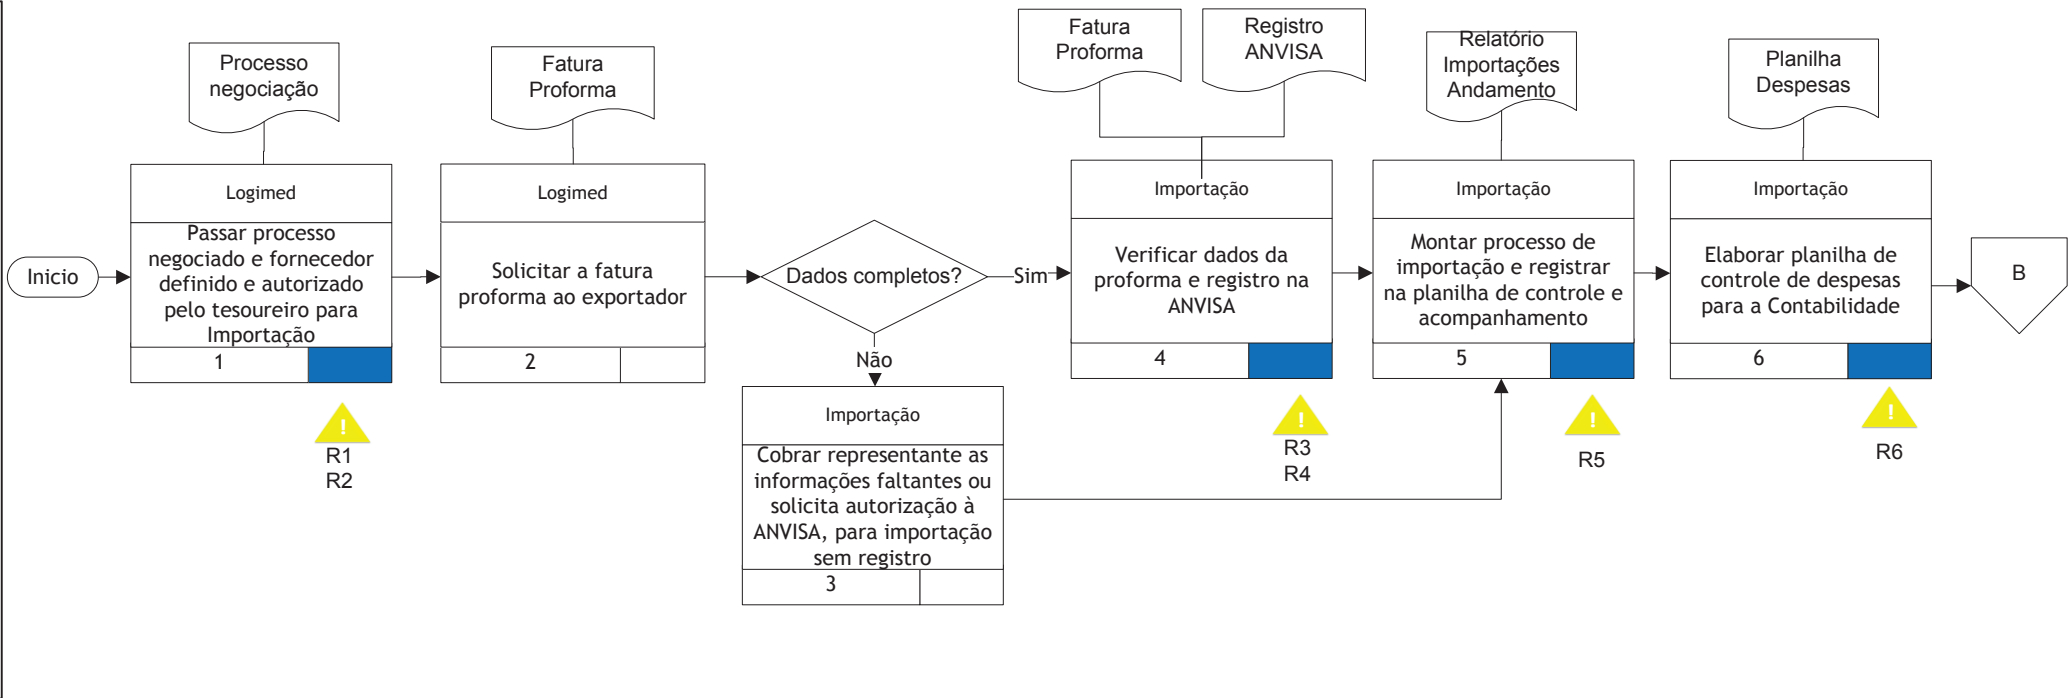 Inicio
Processo
negociação
Logimed
Passar processo
negociado e fornecedor
definido e autorizado
pelo tesoureiro para
Importação
1
!
R1
R2
Fatura
Proforma
Logimed
Solicitar a fatura
proforma ao exportador
2
Dados completos?
Sim
Não
Importação
Cobrar representante as
informações faltantes ou
solicita autorização à
ANVISA, para importação
sem registro
3
Fatura
Proforma
Registro
ANVISA
Importação
Verificar dados da
proforma e registro na
ANVISA
4
!
R3
R4
Relatório
Importações
Andamento
Importação
Montar processo de
importação e registrar
na planilha de controle e
acompanhamento
5
!
R5
Planilha
Despesas
Importação
Elaborar planilha de
controle de despesas
para a Contabilidade
6
!
R6
B